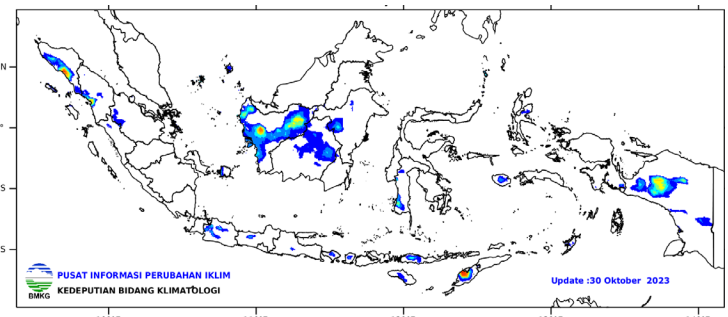 N
°
S
S
PUSAT INFORMASI PERUBAHAN IKLIM
KEDEPUTIAN BIDANG KLIMATOLOGI
BMKG
Update :30 Oktober 2023